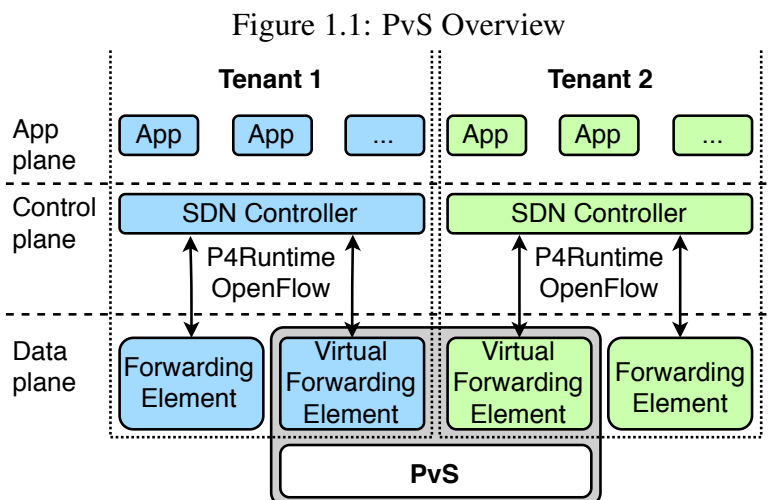 Figure 1.1: PvS Overview
Tenant 1
Tenant 2
App
plane
App
App
...
App
App
...
Control
plane
SDN Controller
SDN Controller
P4Runtime
OpenFlow
P4Runtime
OpenFlow
Data
plane
Forwarding
Element
Virtual
Forwarding
Element
Virtual
Forwarding
Element
Forwarding
Element
PvS